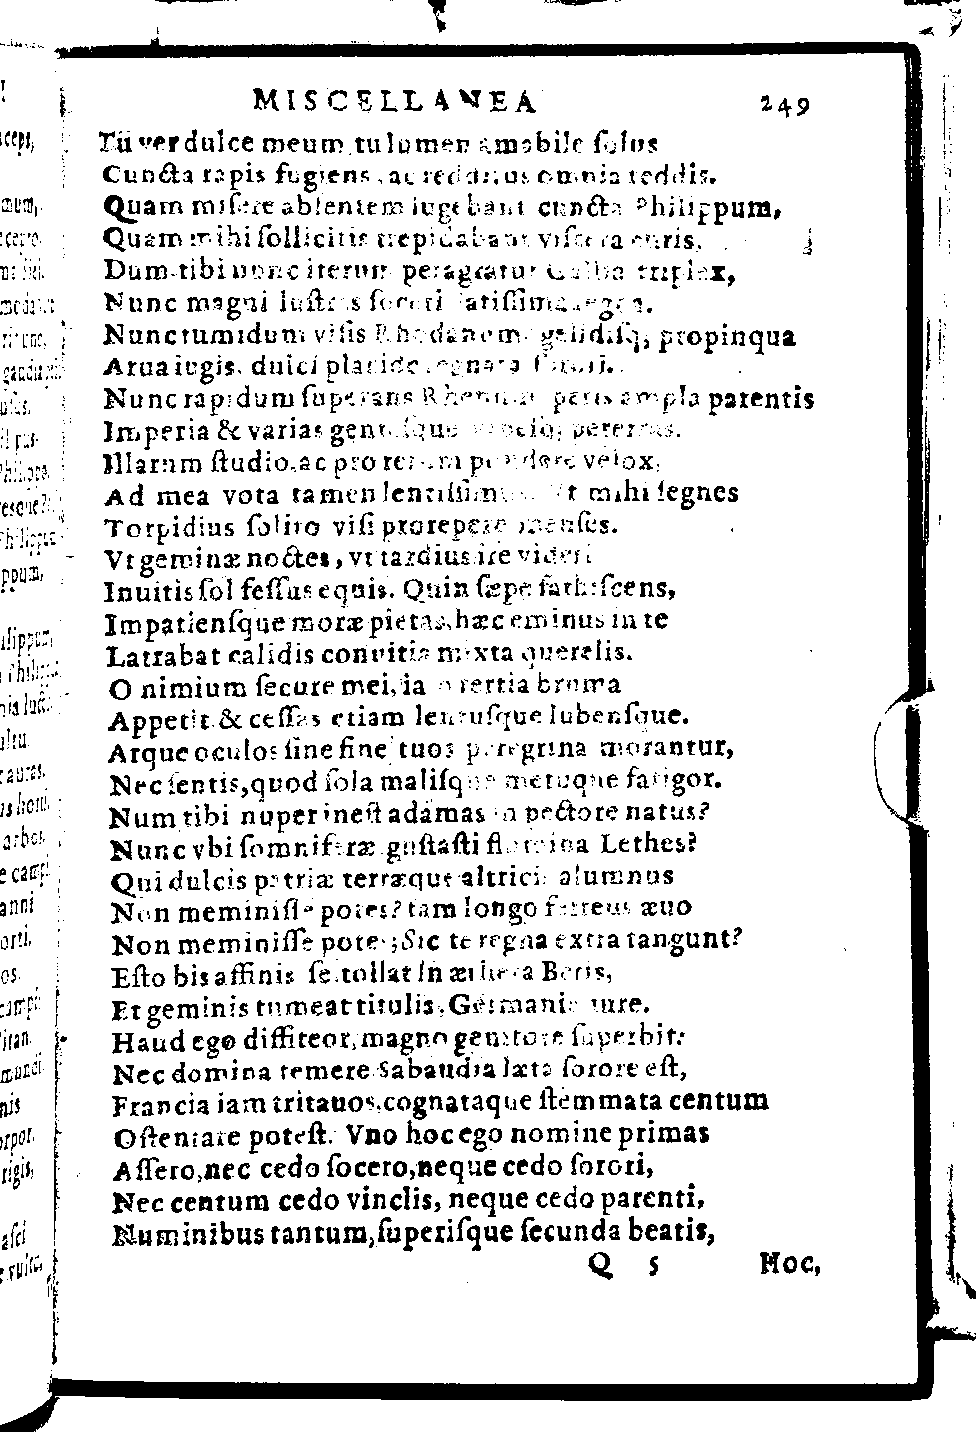 MISCELLANEA 249
Tu ver dulce meum, tu lumen amabile solus
Cuncta rapis fugiens, ac redditus omnia reddis.
Quam misere absentem lugebant cuncta Philippum,
Quam mihi sollicitis trepidabant viscera curis,
Dum tibi nunc iterum peragratur Gallia triplex,
Nunc magni lustras soceri latissima regna.
Nunc tumidum visis Rhodanum gelidisq; propinqua
Arua iugis, dulci placide regnata
Nunc rapidum superans Rhenum petis ampla parentis
Imperia & varias gentesque pererras.
Illarum studio, ac pro rerum pondere velox,
Ad mea vota tamen lentissimus. Vt mihi segnes
Torpidius solito visi prorepere menses.
Vt geminæ noctes, vt tardius ire videri
Inuitis sol fessus equis. Quin sæpe fathiscens,
Impatiensque moræ pietas, hæc eminus in te
Latrabat calidis conuitia mixta querelis.
O nimium secure mei, iam tertia bruma
Appetit & cessas etiam lentusque lubensque.
Atque oculos sine fine tuos peregrina morantur,
Nec sentis, quod sola malisque metuque fatigor.
Num tibi nuper inest adamas in pectore natus?
Nunc vbi somniferæ gustasti flumina Lethes?
Qui dulcis patriæ terræque altricis alumnus
Non meminisse potes? tam longo ferreus æuo
Non meminisse potes? Sic te regna extra tangunt?
Esto bis affinis se tollat in æthera Betis,
Et geminis tumeat titulis, Germania iure.
Haud ego diffiteor, magno genitore superbit:
Nec domina temere Sabaudia læta sorore est,
Francia iam tritauos, cognataque stemmata centum
Ostentare potest. Vno hoc ego nomine primas
Assero, nec cedo socero, neque cedo sorori,
Nec centum cedo vinclis, neque cedo parenti,
Numinibus tantum, superisque secunda beatis,
Q 5 Hoc,